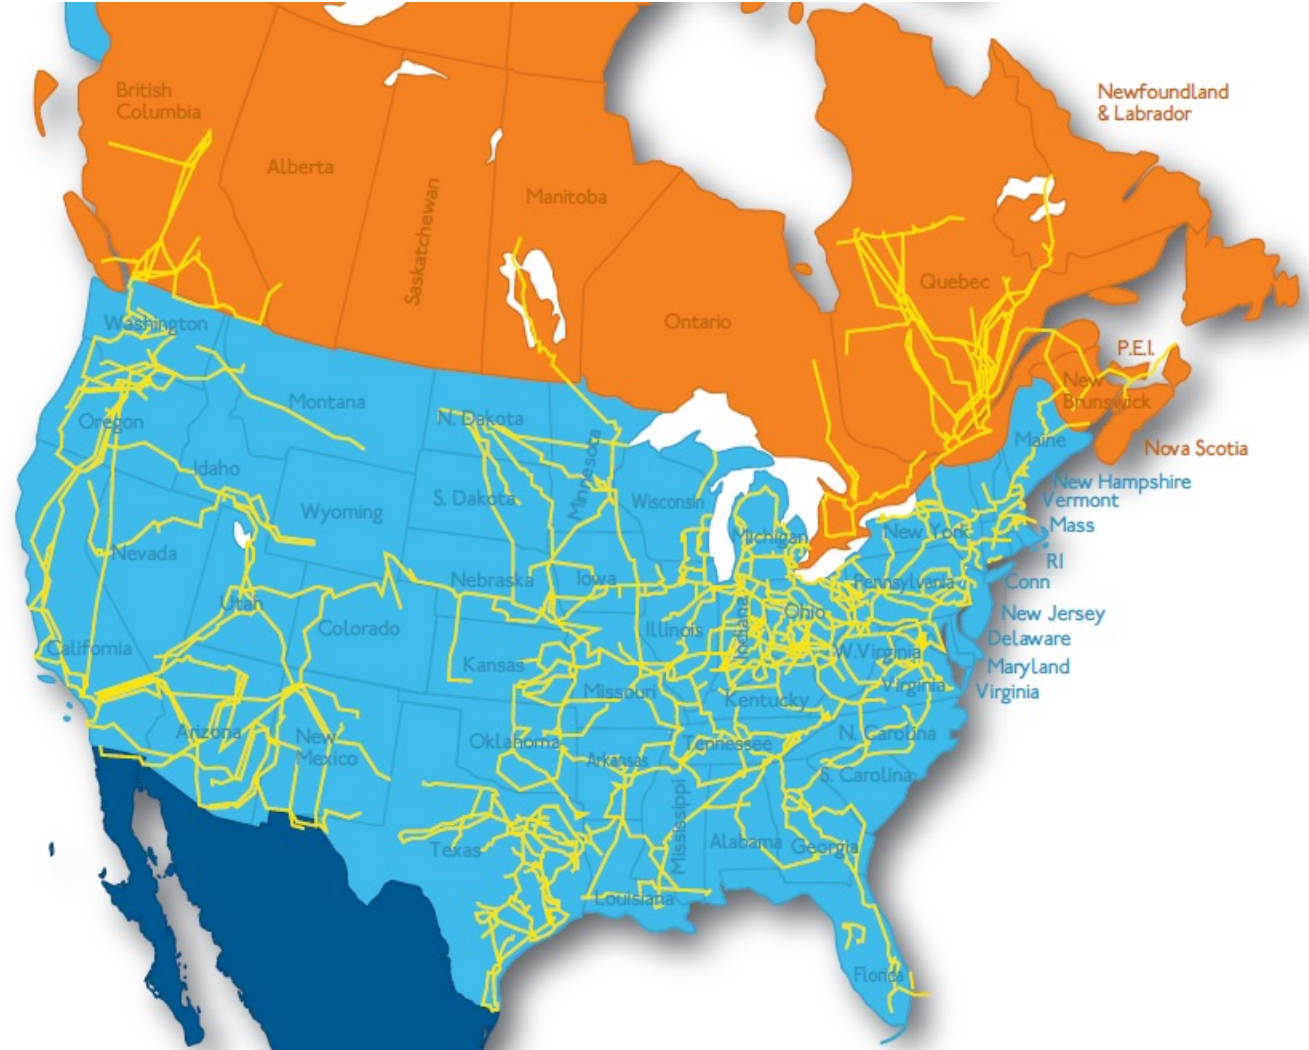 British
Columbia
Alberta
Saskatchewan
Manitoba
Ontario
Quebec
Newfoundland
& Labrador
P.E.I.
New
Brunswick
Nova Scotia
Washington
Montana
N. Dakota
Minnesota
Oregon
Idaho
Wyoming
S. Dakota
Wisconsin
Michigan
New York
Maine
New Hampshire
Vermont
Mass
RI
Conn
New Jersey
Delaware
Maryland
Virginia
Nevada
Utah
Colorado
Nebraska
Iowa
Illinois
Indiana
Ohio
Pennsylvania
W.Virginia
Virginia
California
Kansas
Missouri
Kentucky
Arizona
New
Mexico
Oklahoma
Arkansas
Tennessee
N. Carolina
S. Carolina
Mississippi
Alabama
Georgia
Texas
Louisiana
Florida